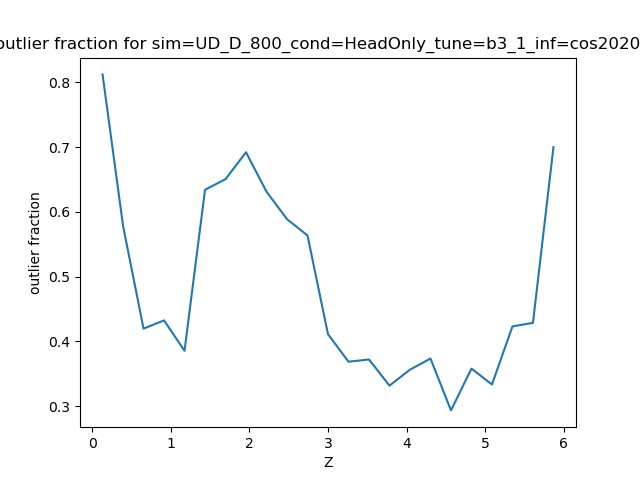 outlier fraction for sim=UD_D_800_cond=HeadOnly_tune=b3_1_inf=cos2020
0.8
0.7
0.6
0.5
0.4
0.3
outlier fraction
0 1 2 3 4 5 6
Z